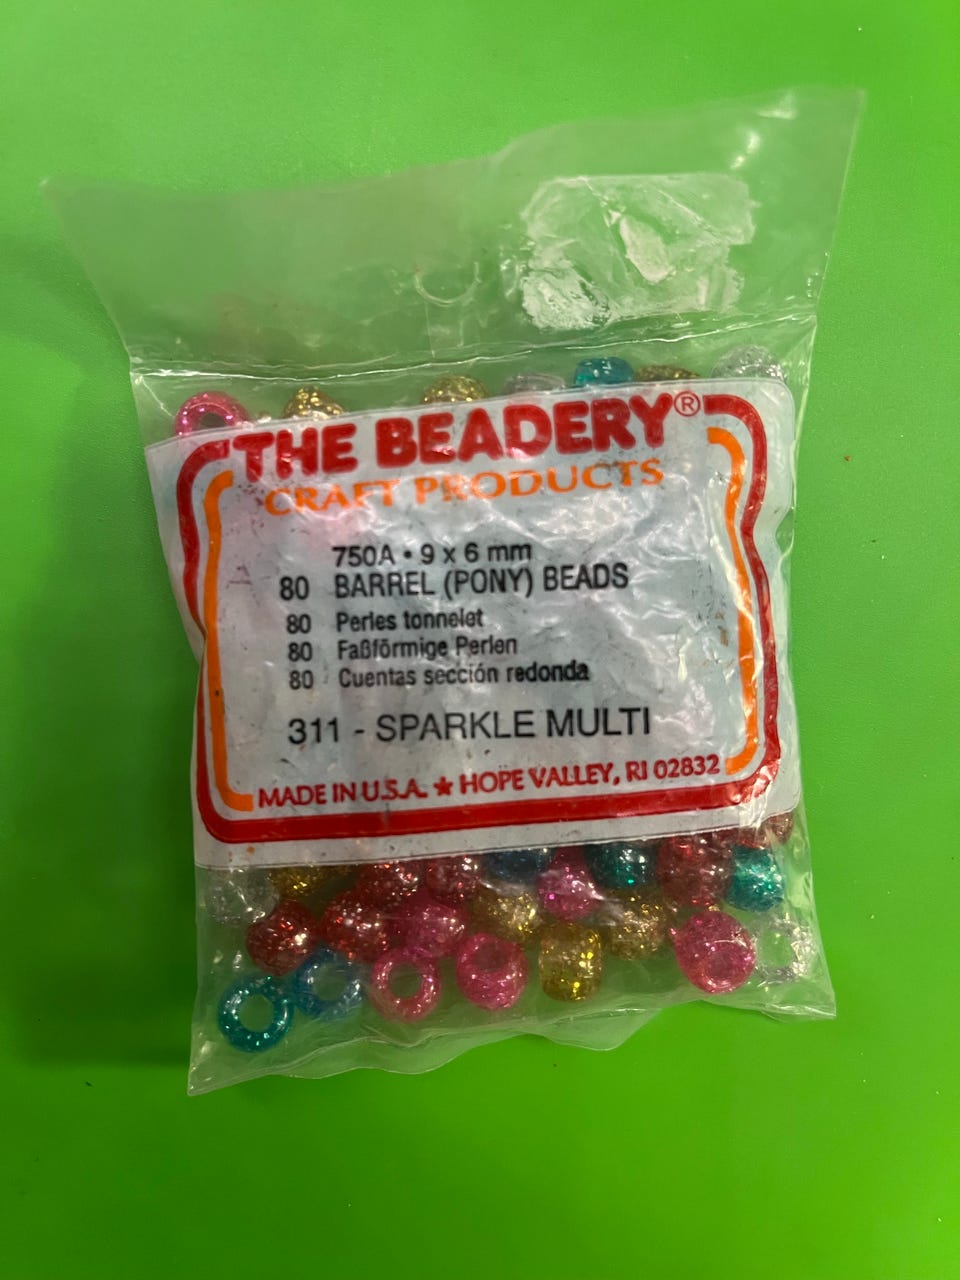 THE BEADERY®
CRAFT PRODUCTS
750A • 9 x 6 mm
80 BARREL (PONY) BEADS
80 Perles tonnelet
80 Faßförmige Perlen
80 Cuentas sección redonda
311 - SPARKLE MULTI
MADE IN U.S.A. ★ HOPE VALLEY, RI 02832